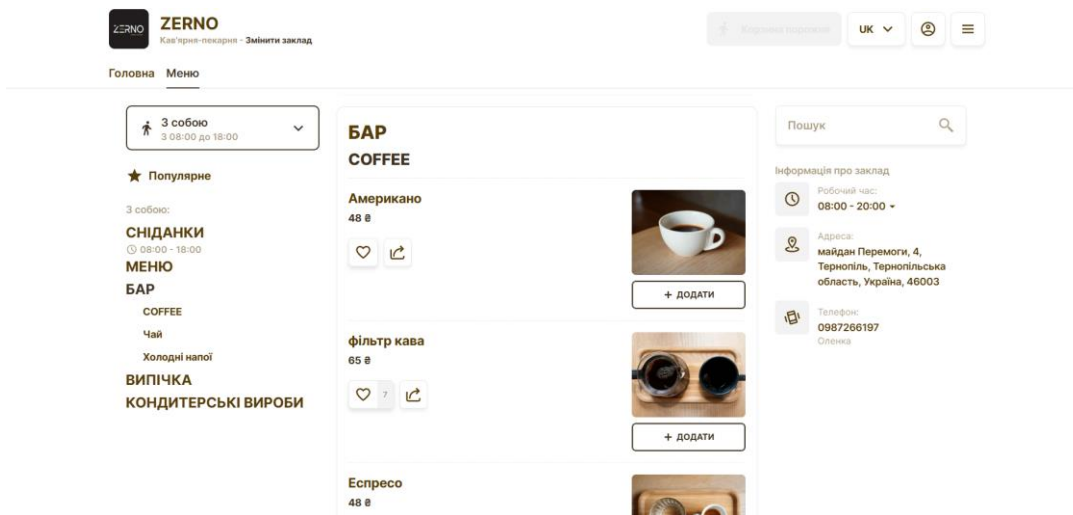 ZERNO
ZERNO
Кав'ярня-пекарня - Змінити заклад
Корзина порожня
UK
Головна Меню
З собою
З 08:00 до 18:00
Популярне
З собою:
СНІДАНКИ
08:00 - 18:00
МЕНЮ
БАР
COFFEE
Чай
Холодні напої
ВИПІЧКА
КОНДИТЕРСЬКІ ВИРОБИ
БАР
COFFEE
Американо
48 ₴
+ ДОДАТИ
фільтр кава
65 ₴
7
+ ДОДАТИ
Еспресо
48 ₴
Пошук
Інформація про заклад
Робочий час:
08:00 - 20:00
Адреса:
майдан Перемоги, 4,
Тернопіль, Тернопільська
область, Україна, 46003
Телефон:
0987266197
Оленка